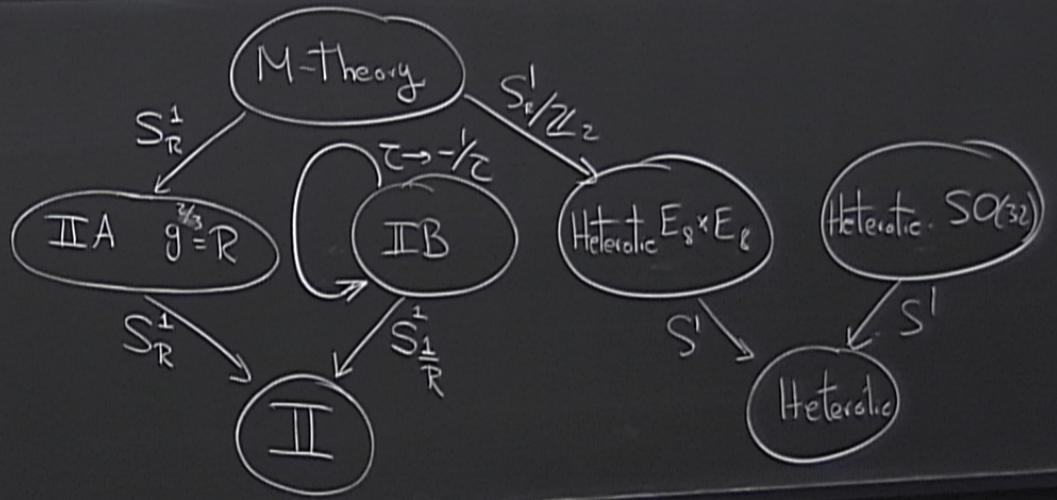 M-Theory
S¹_R
S¹_R/ℤ₂
τ→-1/τ
IIA g^{2/3}=R
IIB
Heterotic E₈×E₈
Heterotic SO(32)
S¹_R
S¹_{1/R}
S¹
S¹
II
Heterotic